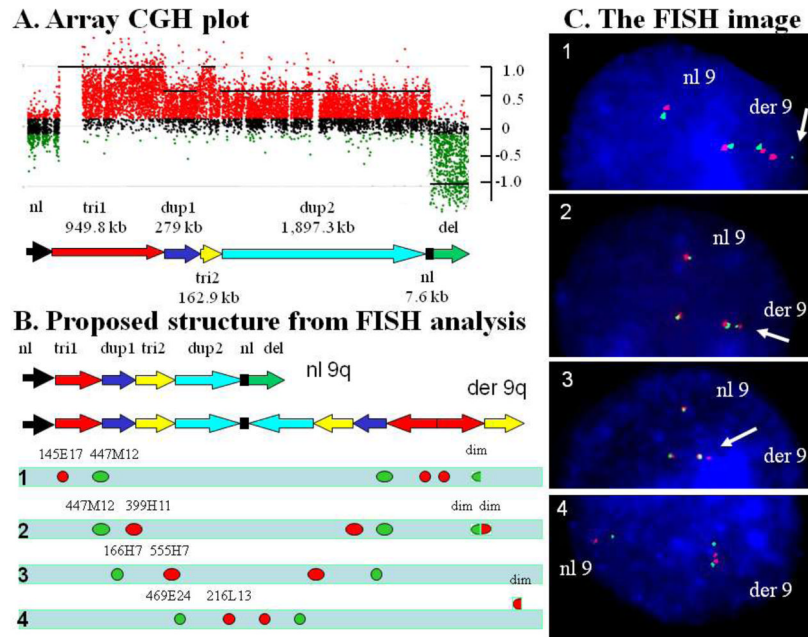 A. Array CGH plot
1.0
0.5
0
-0.5
-1.0
nl
tri1
949.8 kb
dup1
279 kb
dup2
1,897.3 kb
del
tri2
162.9 kb
nl
7.6 kb
B. Proposed structure from FISH analysis
nl tri1 dup1 tri2 dup2 nl del
nl 9q
der 9q
145E17 447M12 dim
1
447M12 399H11 dim dim
2
166H7 555H7
3
dim
469E24 216L13
4
C. The FISH image
1
nl 9
der 9
2
nl 9
der 9
3
nl 9
der 9
4
nl 9
der 9